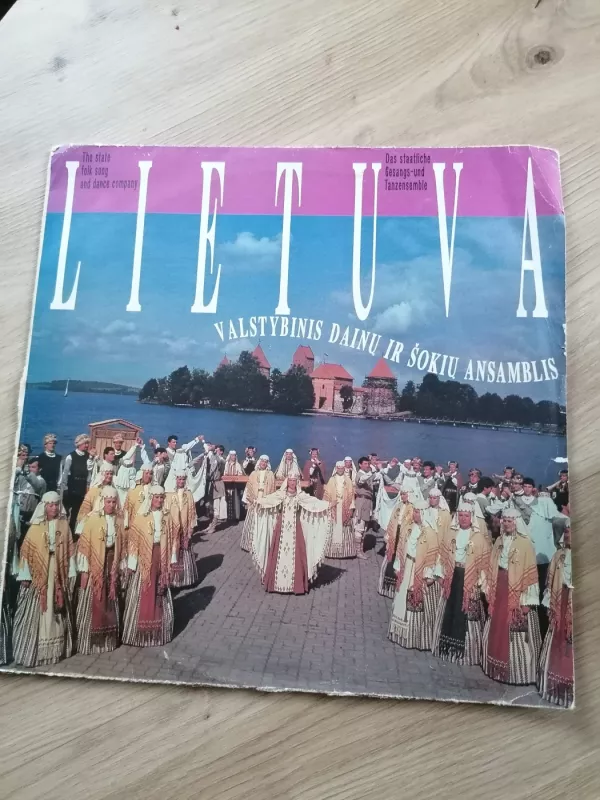 The state
folk song
and dance company
Das staatliche
Gesangs-und
Tanzensemble
LIETUVA
VALSTYBINIS DAINŲ IR ŠOKIŲ ANSAMBLIS